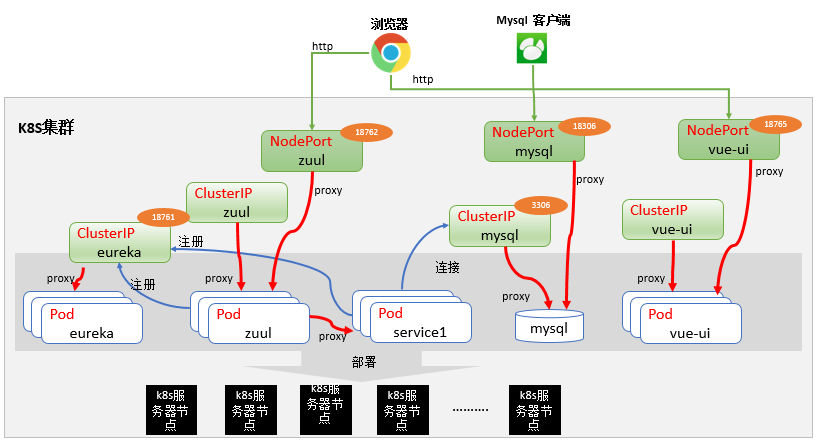 浏览器
Mysql 客户端
http
http
K8S集群
18762
NodePort
zuul
18306
NodePort
mysql
18765
NodePort
vue-ui
proxy
proxy
proxy
ClusterIP
zuul
18761
ClusterIP
eureka
3306
ClusterIP
mysql
ClusterIP
vue-ui
注册
连接
proxy
注册
proxy
proxy
proxy
Pod
eureka
Pod
zuul
proxy
Pod
service1
mysql
Pod
vue-ui
部署
k8s服
务器节
点
k8s服
务器节
点
k8s服
务器节
点
k8s服
务器节
点
……….
k8s服
务器节
点